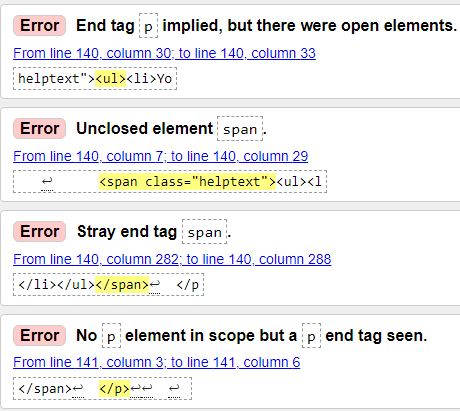 Error End tag p implied, but there were open elements.
From line 140, column 30; to line 140, column 33
helptext"><ul><li>Yo
Error Unclosed element span.
From line 140, column 7; to line 140, column 29
↩ <span class="helptext"><ul><l
Error Stray end tag span.
From line 140, column 282; to line 140, column 288
</li></ul></span>↩ </p
Error No p element in scope but a p end tag seen.
From line 141, column 3; to line 141, column 6
</span>↩ </p>↩↩ ↩